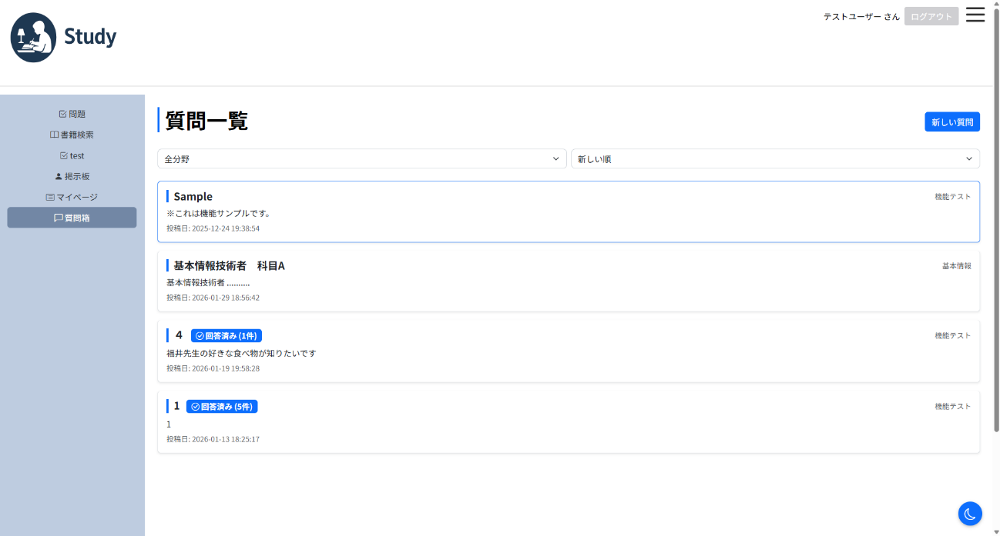 Study
テストユーザー さん
ログアウト
問題
書籍検索
test
掲示板
マイページ
質問箱
質問一覧
新しい質問
全分野
新しい順
Sample
機能テスト
※これは機能サンプルです。
投稿日: 2025-12-24 19:38:54
基本情報技術者　科目A
基本情報
基本情報技術者 ..........
投稿日: 2026-01-29 18:56:42
4 回答済み (1件)
機能テスト
福井先生の好きな食べ物が知りたいです
投稿日: 2026-01-19 19:58:28
1 回答済み (5件)
機能テスト
1
投稿日: 2026-01-13 18:25:17